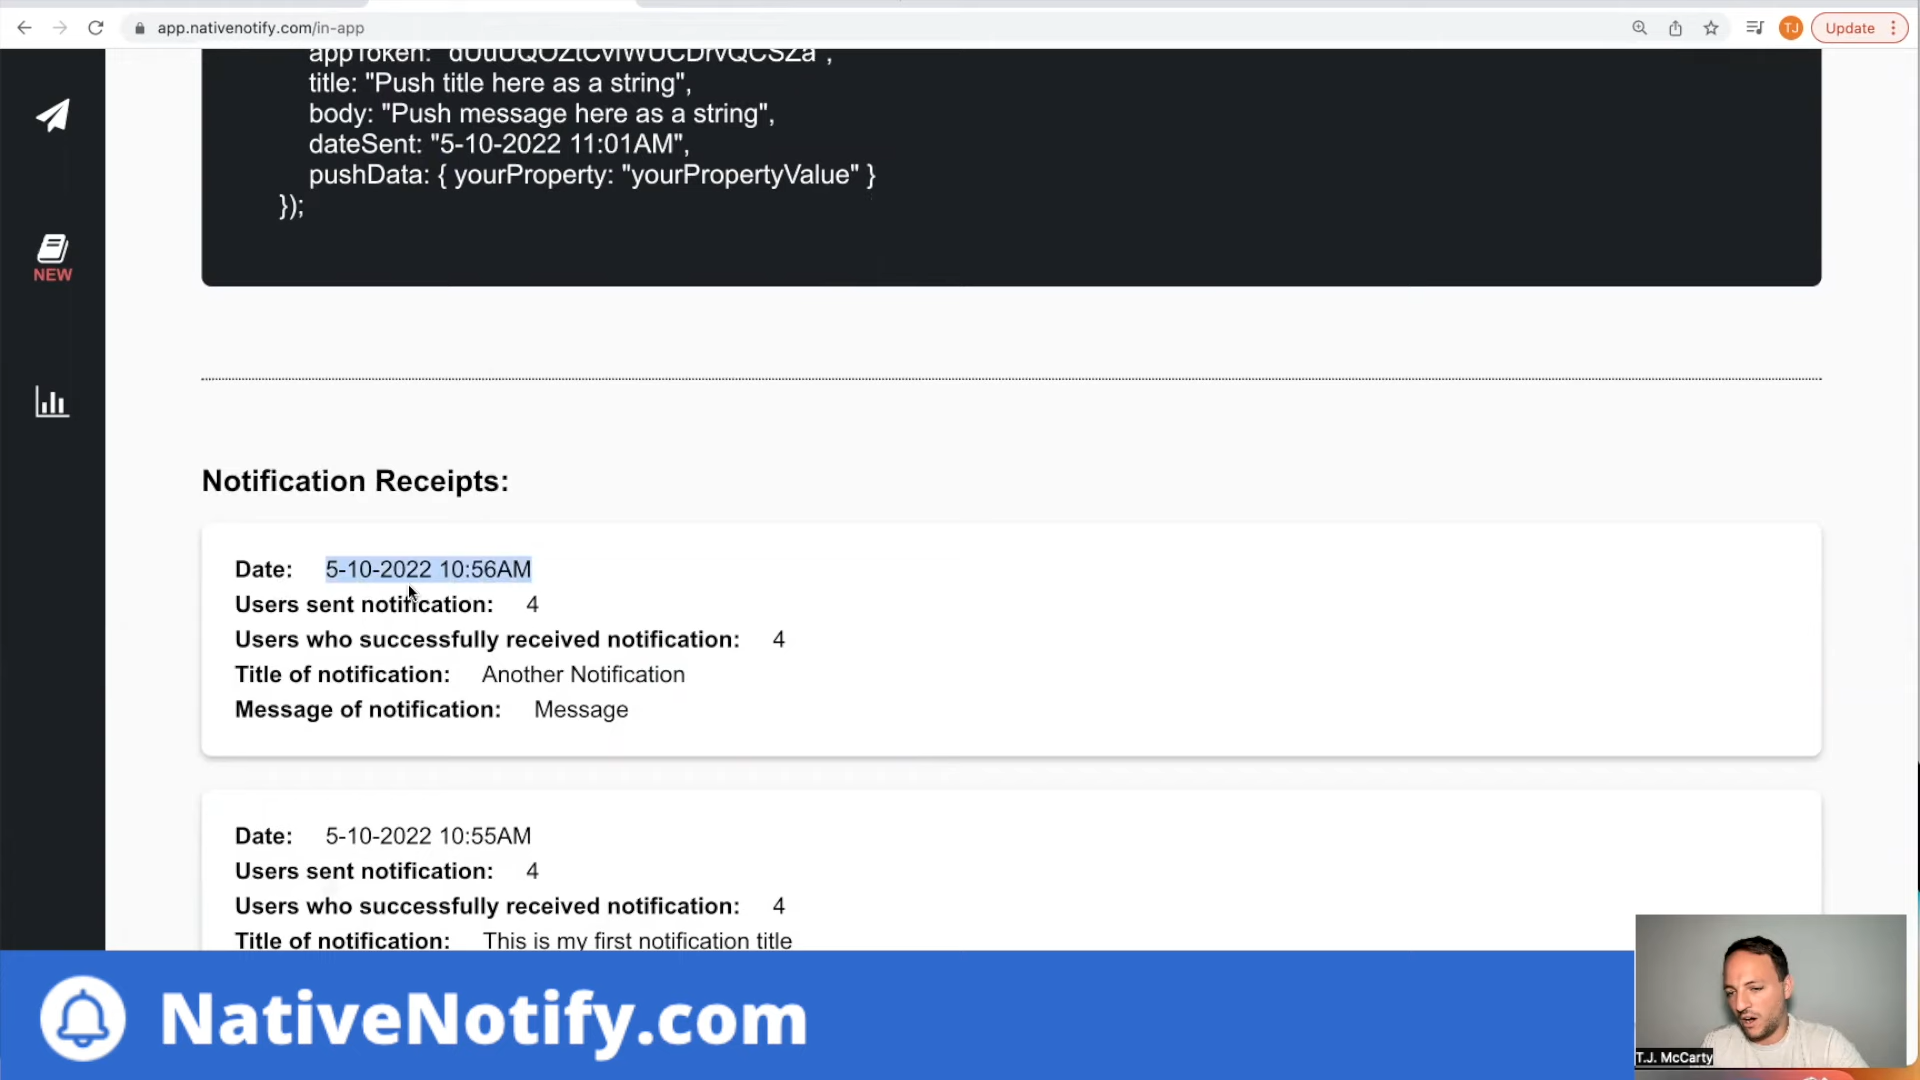 app.nativenotify.com/in-app
TJ
Update
title: "Push title here as a string",
body: "Push message here as a string",
dateSent: "5-10-2022 11:01AM",
pushData: { yourProperty: "yourPropertyValue" }
});
NEW
Notification Receipts:
Date: 5-10-2022 10:56AM
Users sent notification: 4
Users who successfully received notification: 4
Title of notification: Another Notification
Message of notification: Message
Date: 5-10-2022 10:55AM
Users sent notification: 4
Users who successfully received notification: 4
Title of notification: This is my first notification title
NativeNotify.com
T.J. McCarty